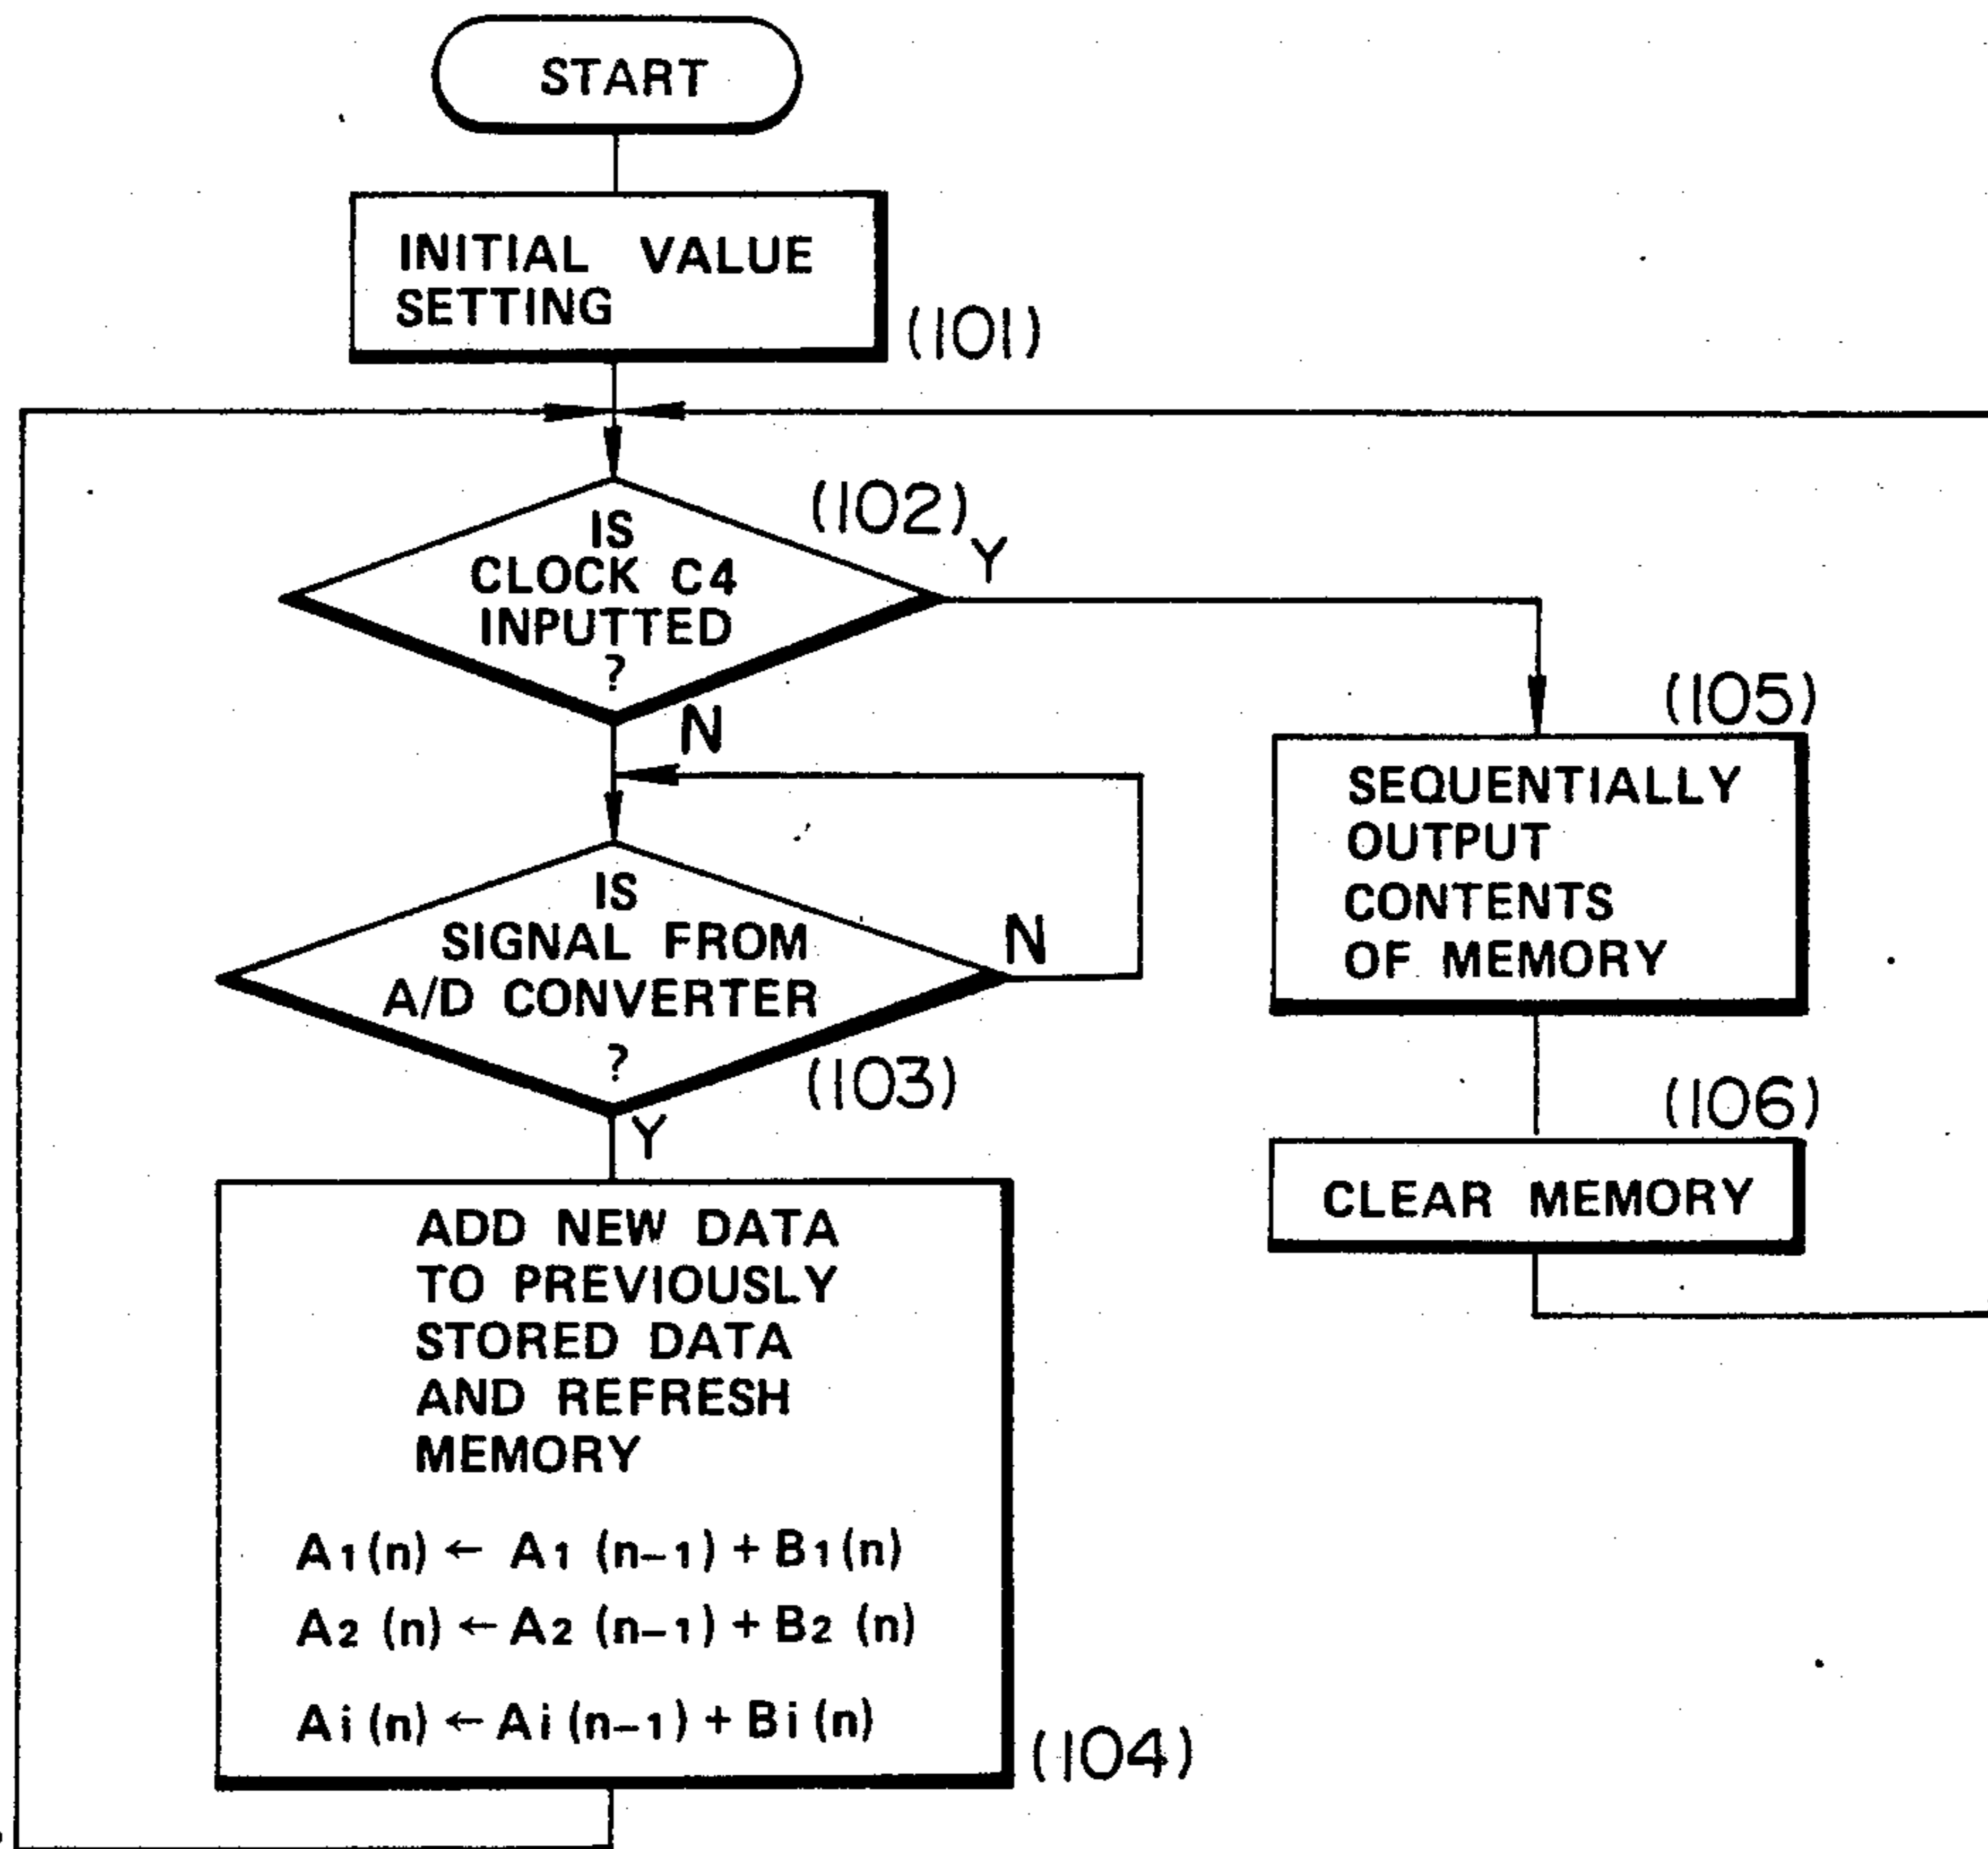 START
INITIAL VALUE
SETTING
(101)
IS
CLOCK C4
INPUTTED
?
(102)
Y
N
IS
SIGNAL FROM
A/D CONVERTER
?
N
(103)
Y
ADD NEW DATA
TO PREVIOUSLY
STORED DATA
AND REFRESH
MEMORY
A1(n) ← A1 (n-1) + B1(n)
A2 (n) ← A2 (n-1) + B2 (n)
Ai (n) ← Ai (n-1) + Bi (n)
(104)
(105)
SEQUENTIALLY
OUTPUT
CONTENTS
OF MEMORY
(106)
CLEAR MEMORY